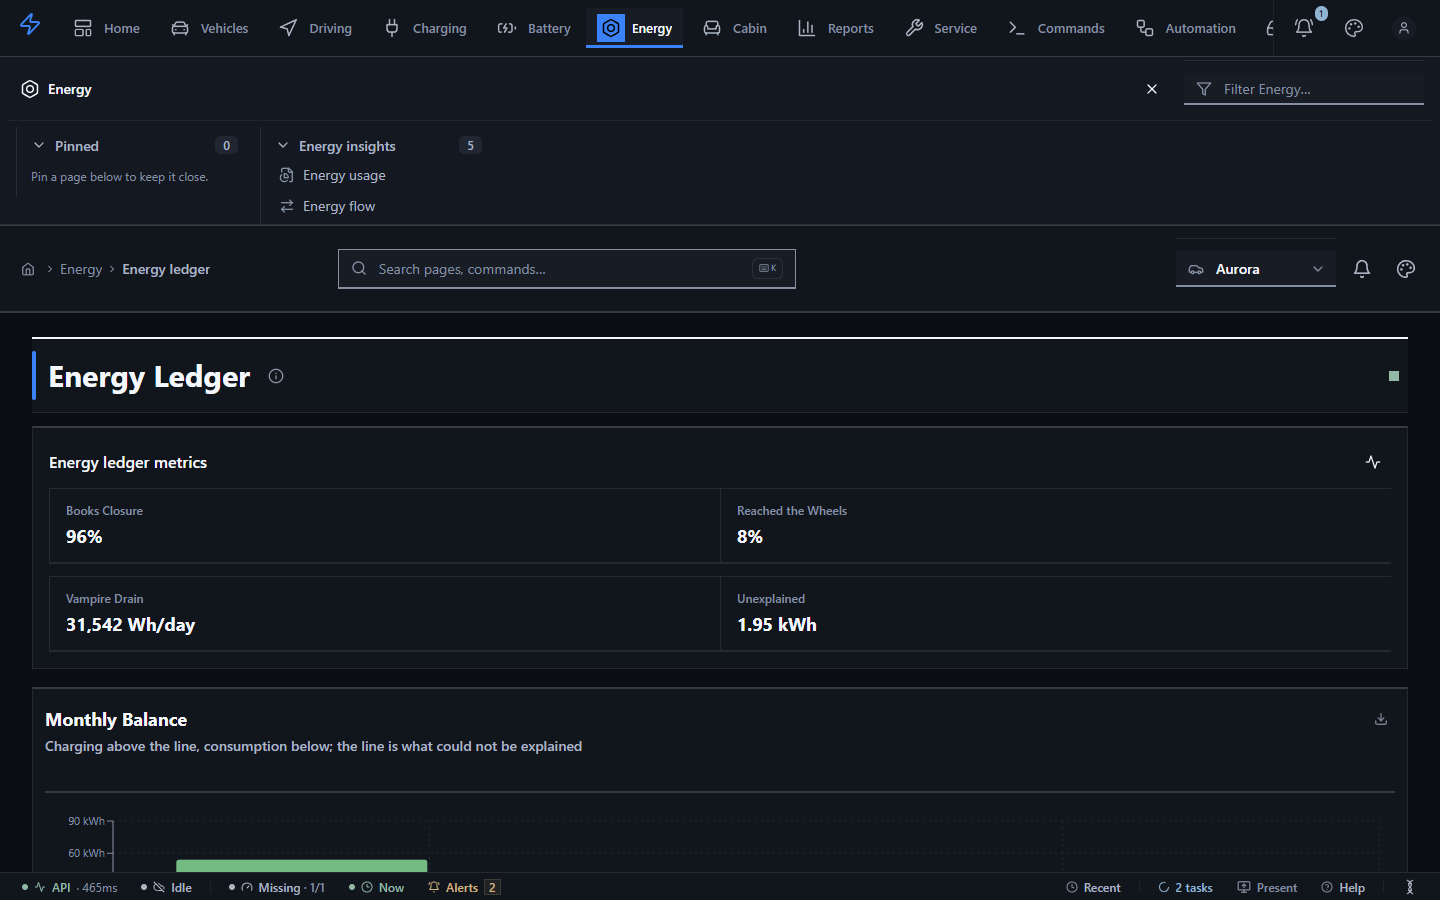 Home
Vehicles
Driving
Charging
Battery
Energy
Cabin
Reports
Service
Commands
Automation
1
Energy
Filter Energy...
Pinned
0
Energy insights
5
Pin a page below to keep it close.
Energy usage
Energy flow
Energy
Energy ledger
Search pages, commands...
K
Aurora
Energy Ledger
Energy ledger metrics
Books Closure
96%
Reached the Wheels
8%
Vampire Drain
31,542 Wh/day
Unexplained
1.95 kWh
Monthly Balance
Charging above the line, consumption below; the line is what could not be explained
90 kWh
60 kWh
API · 465ms
Idle
Missing · 1/1
Now
Alerts 2
Recent
2 tasks
Present
Help